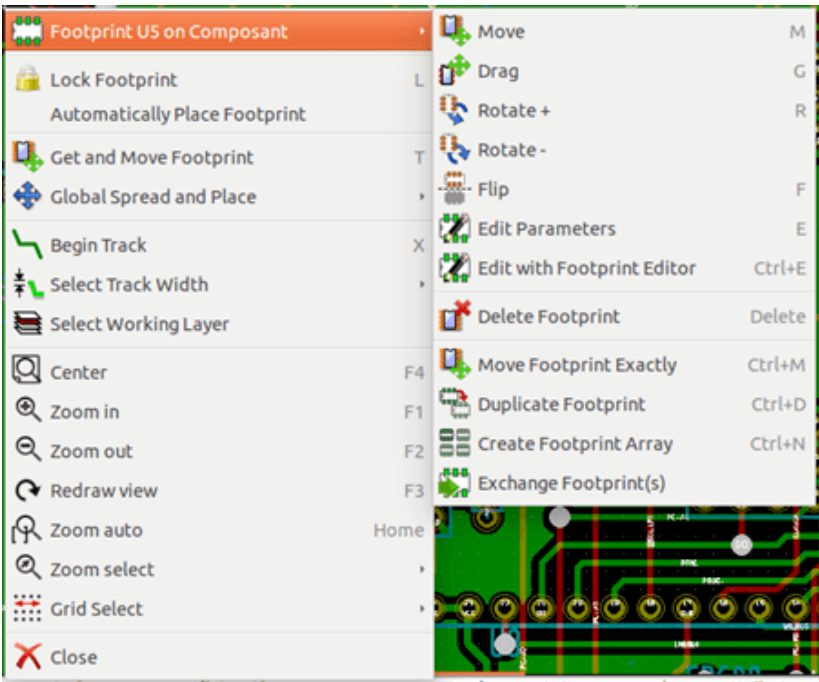 Footprint U5 on Composant
Lock Footprint L
Automatically Place Footprint
Get and Move Footprint T
Global Spread and Place
Begin Track X
Select Track Width
Select Working Layer
Center F4
Zoom in F1
Zoom out F2
Redraw view F3
Zoom auto Home
Zoom select
Grid Select
Close
Move M
Drag G
Rotate + R
Rotate -
Flip F
Edit Parameters E
Edit with Footprint Editor Ctrl+E
Delete Footprint Delete
Move Footprint Exactly Ctrl+M
Duplicate Footprint Ctrl+D
Create Footprint Array Ctrl+N
Exchange Footprint(s)